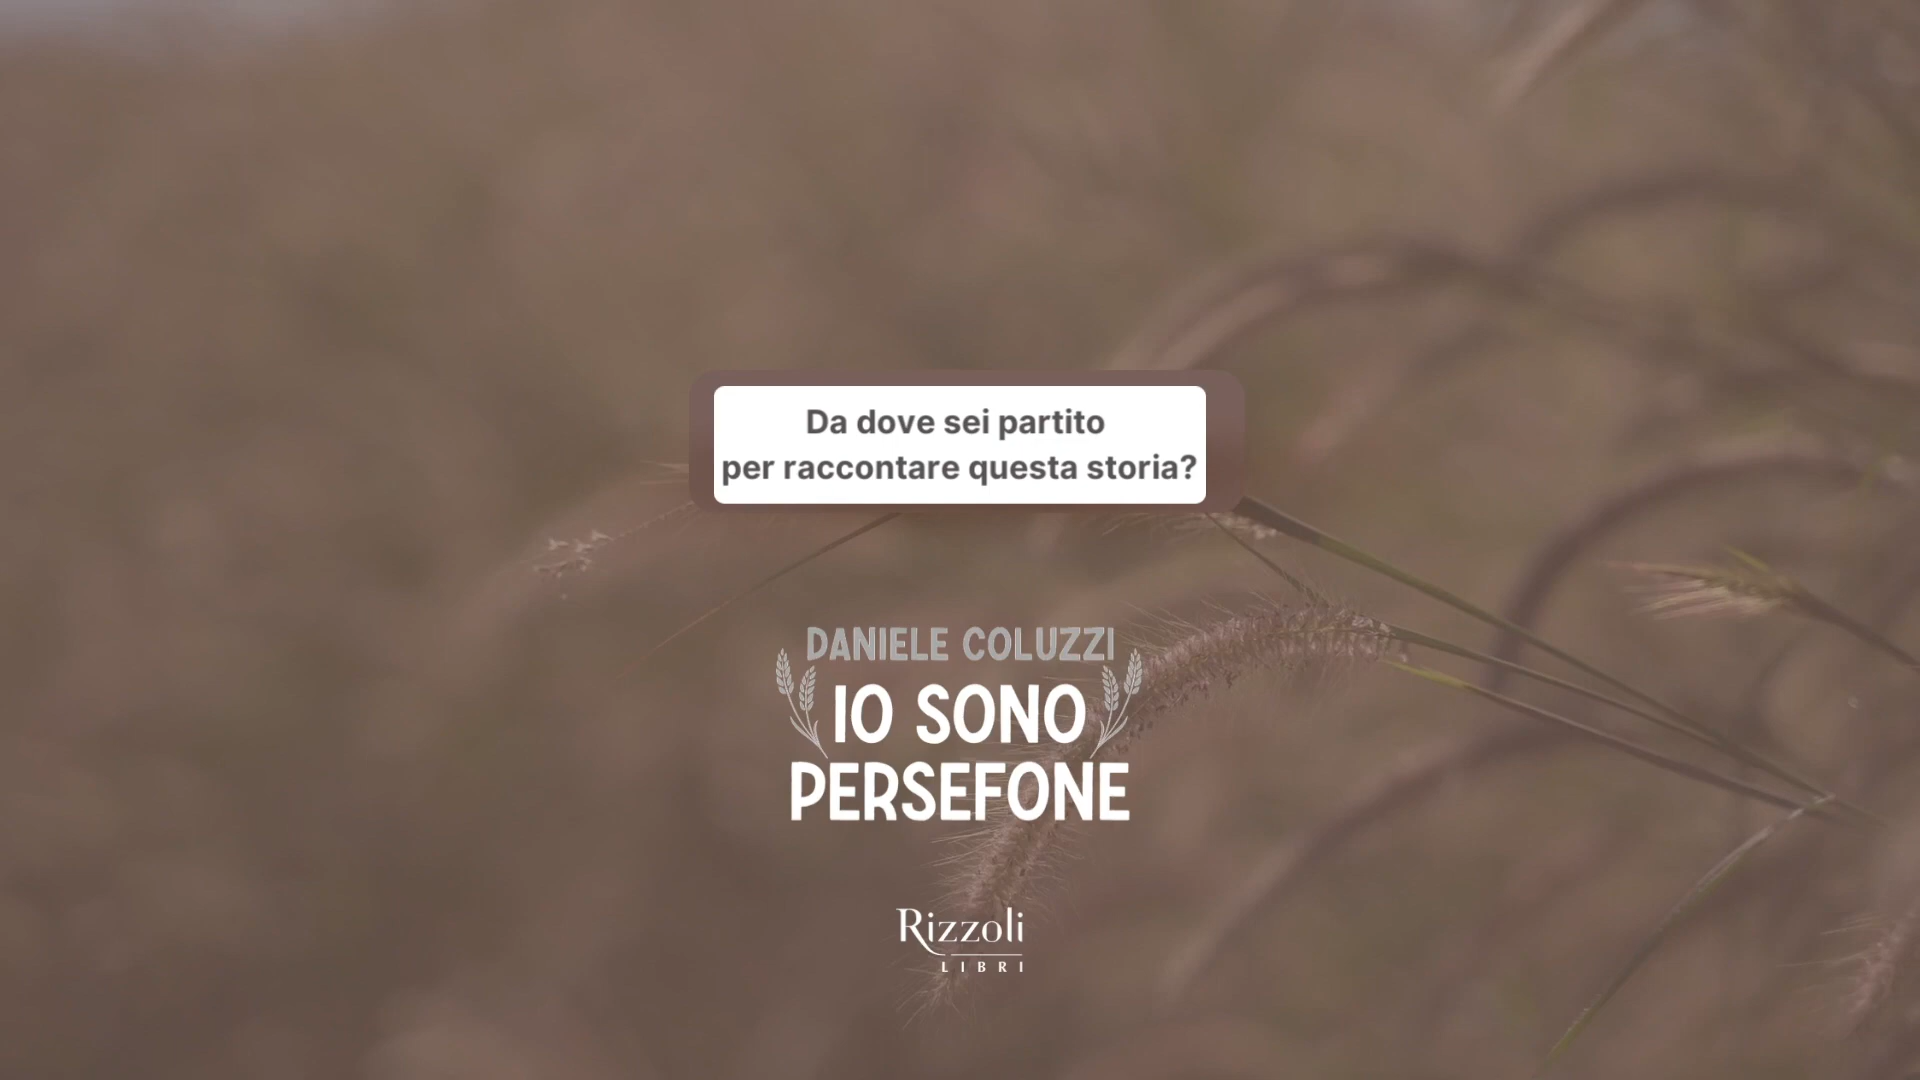 Da dove sei partito
per raccontare questa storia?
DANIELE COLUZZI
IO SONO
PERSEFONE
Rizzoli
LIBRI